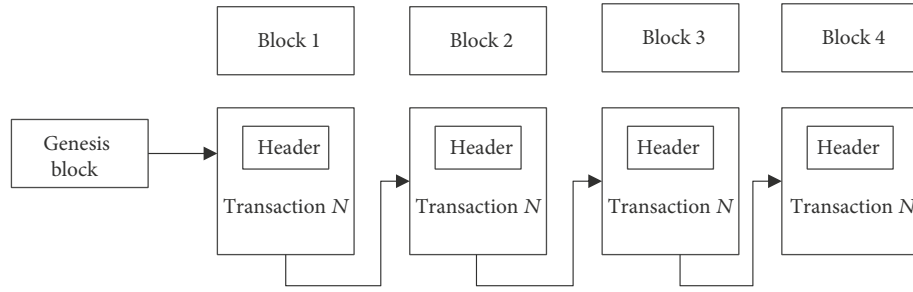 Block 1
Block 2
Block 3
Block 4
Genesis
block
Header
Transaction N
Header
Transaction N
Header
Transaction N
Header
Transaction N